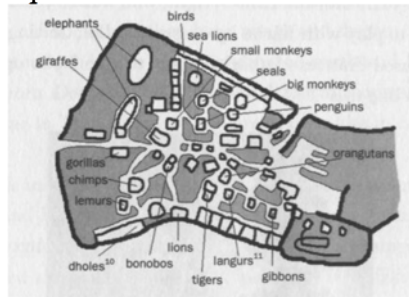 birds
elephants
sea lions
small monkeys
giraffes
seals
big monkeys
penguins
gorillas
orangutans
chimps
lemurs
dholes¹⁰
lions
bonobos
langurs¹¹
tigers
gibbons